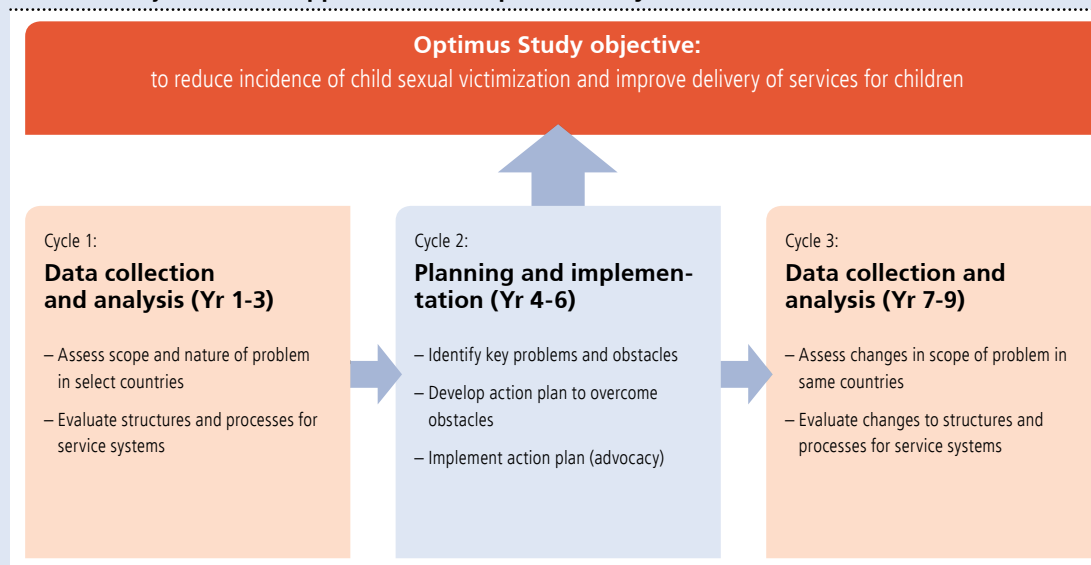 Optimus Study objective:
to reduce incidence of child sexual victimization and improve delivery of services for children
Cycle 1:
Data collection
and analysis (Yr 1-3)
– Assess scope and nature of problem
in select countries
– Evaluate structures and processes for
service systems
Cycle 2:
Planning and implemen-
tation (Yr 4-6)
– Identify key problems and obstacles
– Develop action plan to overcome
obstacles
– Implement action plan (advocacy)
Cycle 3:
Data collection and
analysis (Yr 7-9)
– Assess changes in scope of problem in
same countries
– Evaluate changes to structures and
processes for service systems